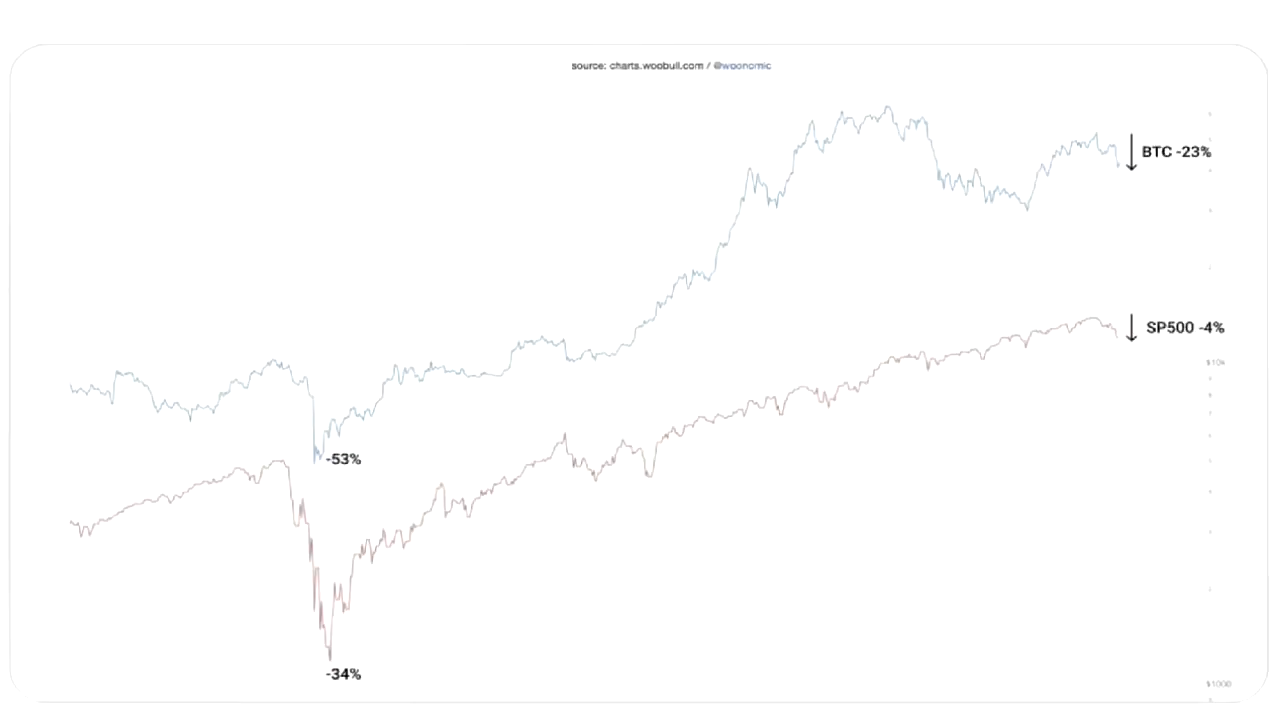 source: charts.woobull.com / @woonomic
BTC -23%
SP500 -4%
$10k
-53%
-34%
$1000